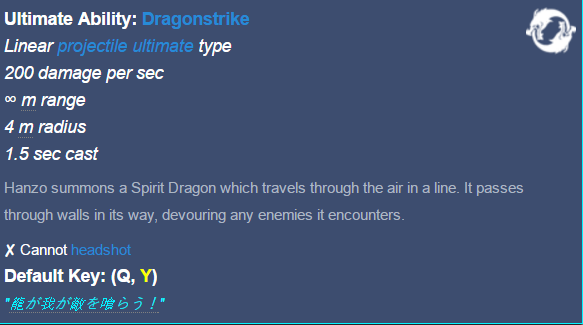 Ultimate Ability: Dragonstrike
Linear projectile ultimate type
200 damage per sec
∞ m range
4 m radius
1.5 sec cast
Hanzo summons a Spirit Dragon which travels through the air in a line. It passes
through walls in its way, devouring any enemies it encounters.
✗ Cannot headshot
Default Key: (Q, Y)
"龍が我が敵を喰らう！"